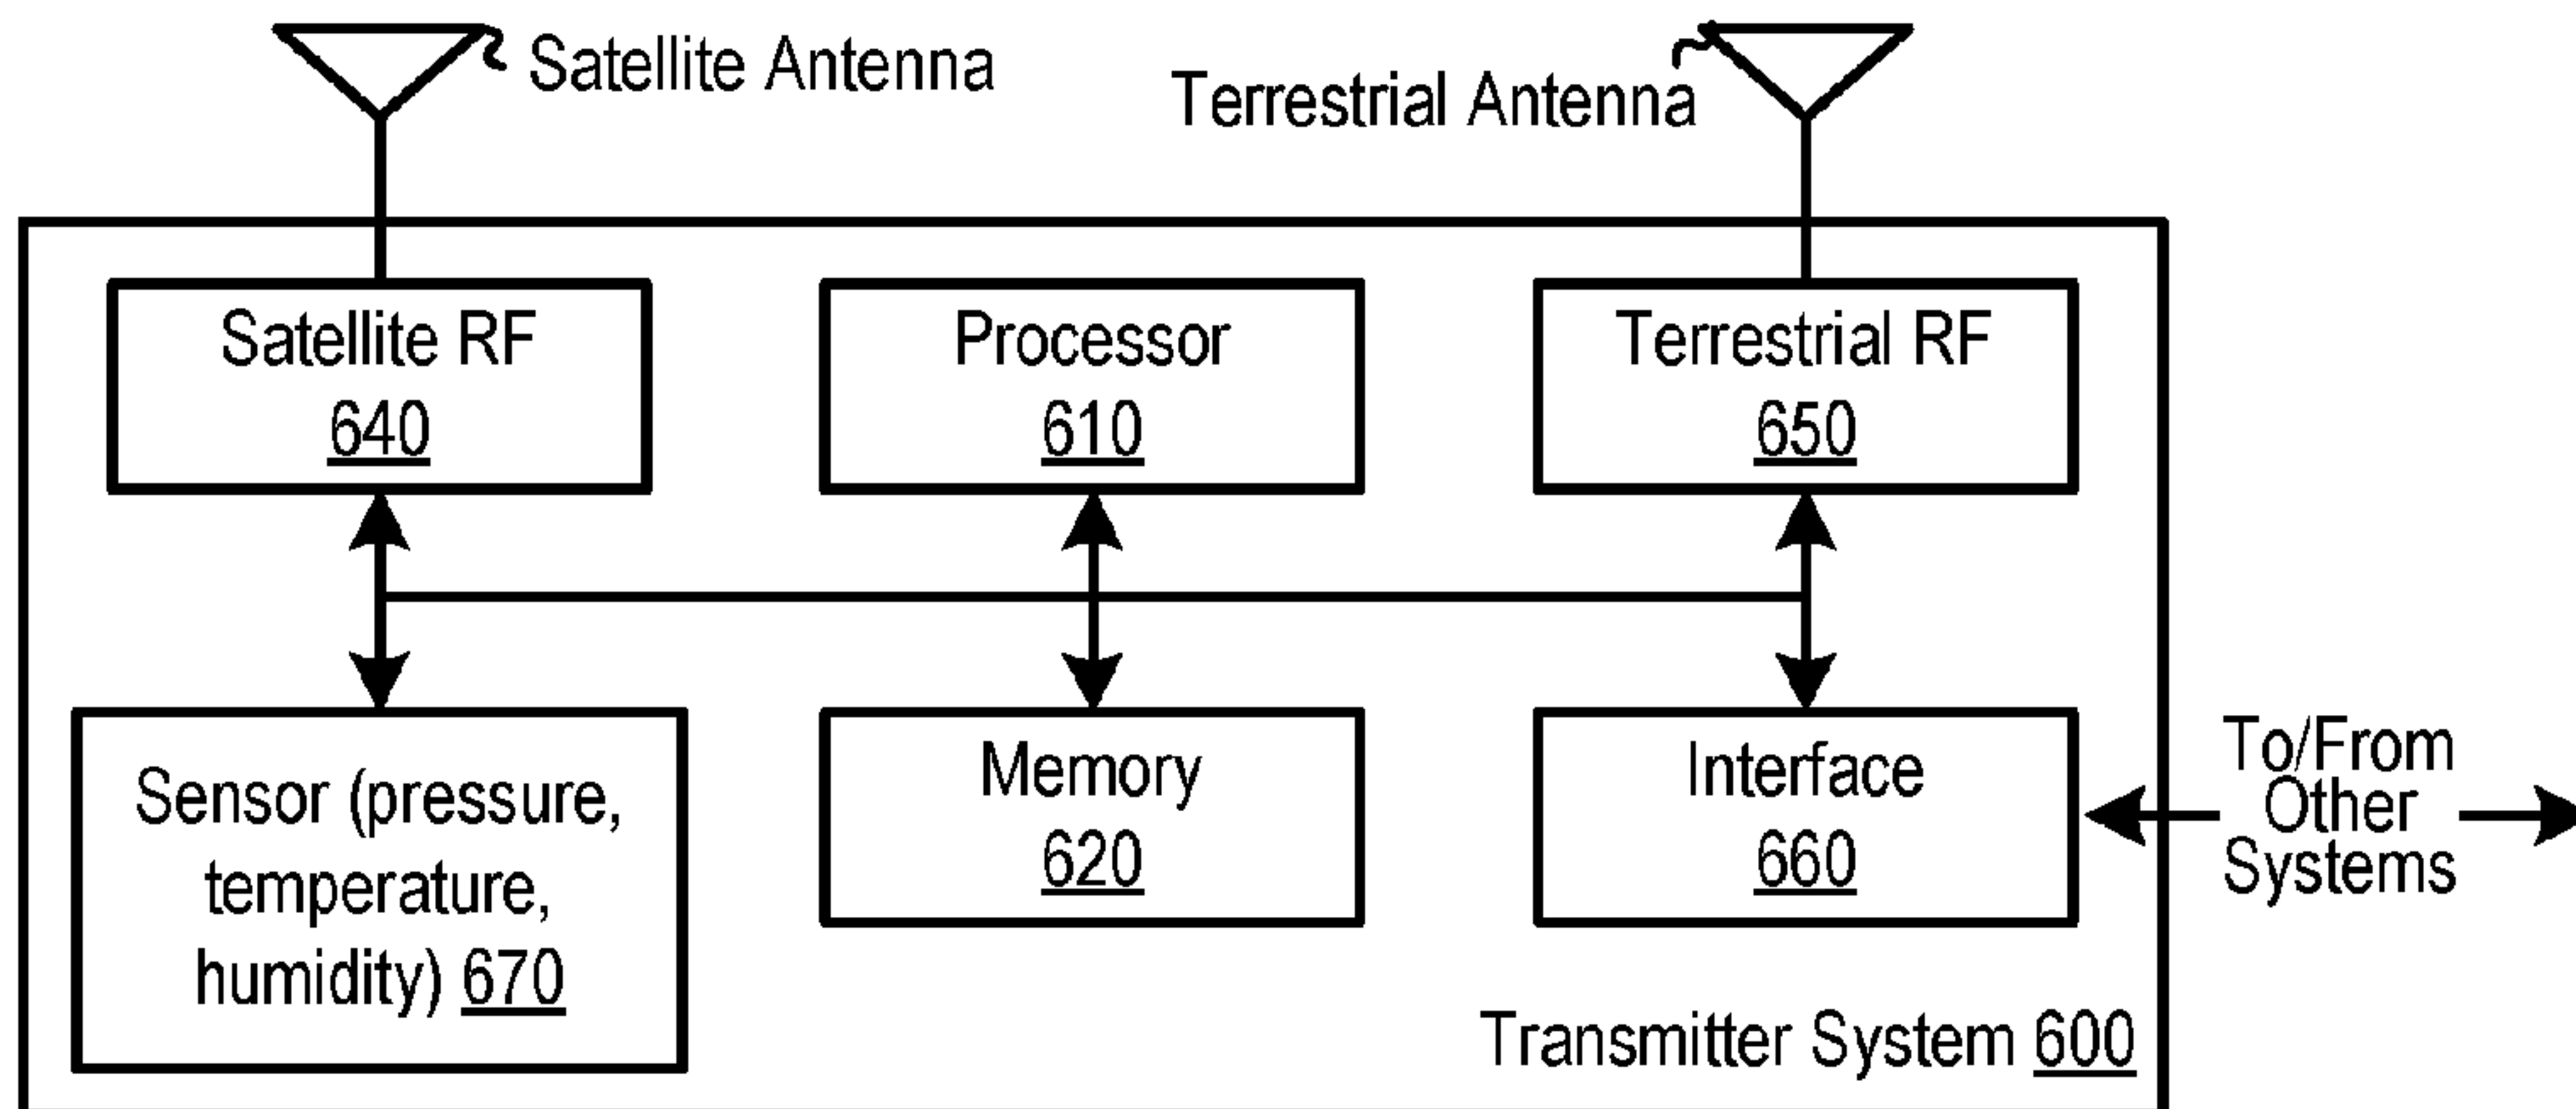 Satellite Antenna
Terrestrial Antenna
Satellite RF
640
Processor
610
Terrestrial RF
650
Sensor (pressure,
temperature,
humidity) 670
Memory
620
Interface
660
To/From
Other
Systems
Transmitter System 600